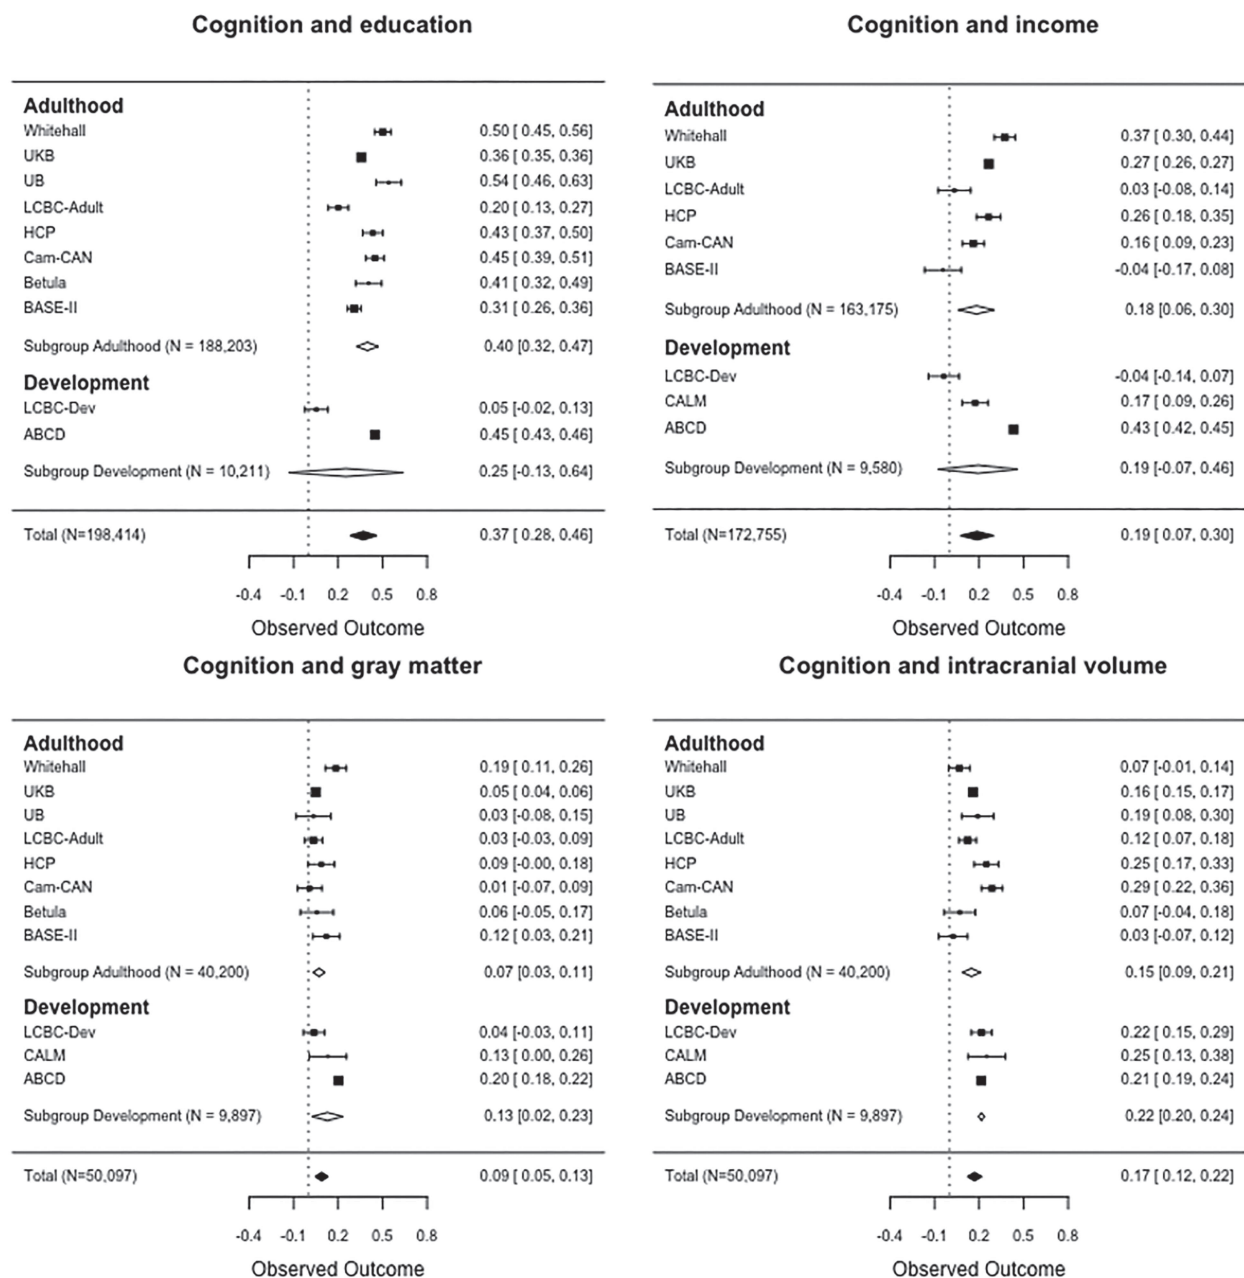 Cognition and education
Adulthood
Whitehall 0.50 [ 0.45, 0.56]
UKB 0.36 [ 0.35, 0.36]
UB 0.54 [ 0.46, 0.63]
LCBC-Adult 0.20 [ 0.13, 0.27]
HCP 0.43 [ 0.37, 0.50]
Cam-CAN 0.45 [ 0.39, 0.51]
Betula 0.41 [ 0.32, 0.49]
BASE-II 0.31 [ 0.26, 0.36]
Subgroup Adulthood (N = 188,203) 0.40 [0.32, 0.47]
Development
LCBC-Dev 0.05 [-0.02, 0.13]
ABCD 0.45 [ 0.43, 0.46]
Subgroup Development (N = 10,211) 0.25 [-0.13, 0.64]
Total (N=198,414) 0.37 [ 0.28, 0.46]
-0.4 -0.1 0.2 0.5 0.8
Observed Outcome
Cognition and income
Adulthood
Whitehall 0.37 [ 0.30, 0.44]
UKB 0.27 [ 0.26, 0.27]
LCBC-Adult 0.03 [-0.08, 0.14]
HCP 0.26 [ 0.18, 0.35]
Cam-CAN 0.16 [ 0.09, 0.23]
BASE-II -0.04 [-0.17, 0.08]
Subgroup Adulthood (N = 163,175) 0.18 [0.06, 0.30]
Development
LCBC-Dev -0.04 [-0.14, 0.07]
CALM 0.17 [ 0.09, 0.26]
ABCD 0.43 [ 0.42, 0.45]
Subgroup Development (N = 9,580) 0.19 [-0.07, 0.46]
Total (N=172,755) 0.19 [ 0.07, 0.30]
-0.4 -0.1 0.2 0.5 0.8
Observed Outcome
Cognition and gray matter
Adulthood
Whitehall 0.19 [ 0.11, 0.26]
UKB 0.05 [ 0.04, 0.06]
UB 0.03 [-0.08, 0.15]
LCBC-Adult 0.03 [-0.03, 0.09]
HCP 0.09 [-0.00, 0.18]
Cam-CAN 0.01 [-0.07, 0.09]
Betula 0.06 [-0.05, 0.17]
BASE-II 0.12 [ 0.03, 0.21]
Subgroup Adulthood (N = 40,200) 0.07 [0.03, 0.11]
Development
LCBC-Dev 0.04 [-0.03, 0.11]
CALM 0.13 [ 0.00, 0.26]
ABCD 0.20 [ 0.18, 0.22]
Subgroup Development (N = 9,897) 0.13 [0.02, 0.23]
Total (N=50,097) 0.09 [ 0.05, 0.13]
-0.4 -0.1 0.2 0.5 0.8
Observed Outcome
Cognition and intracranial volume
Adulthood
Whitehall 0.07 [-0.01, 0.14]
UKB 0.16 [ 0.15, 0.17]
UB 0.19 [ 0.08, 0.30]
LCBC-Adult 0.12 [ 0.07, 0.18]
HCP 0.25 [ 0.17, 0.33]
Cam-CAN 0.29 [ 0.22, 0.36]
Betula 0.07 [-0.04, 0.18]
BASE-II 0.03 [-0.07, 0.12]
Subgroup Adulthood (N = 40,200) 0.15 [0.09, 0.21]
Development
LCBC-Dev 0.22 [ 0.15, 0.29]
CALM 0.25 [ 0.13, 0.38]
ABCD 0.21 [ 0.19, 0.24]
Subgroup Development (N = 9,897) 0.22 [0.20, 0.24]
Total (N=50,097) 0.17 [ 0.12, 0.22]
-0.4 -0.1 0.2 0.5 0.8
Observed Outcome